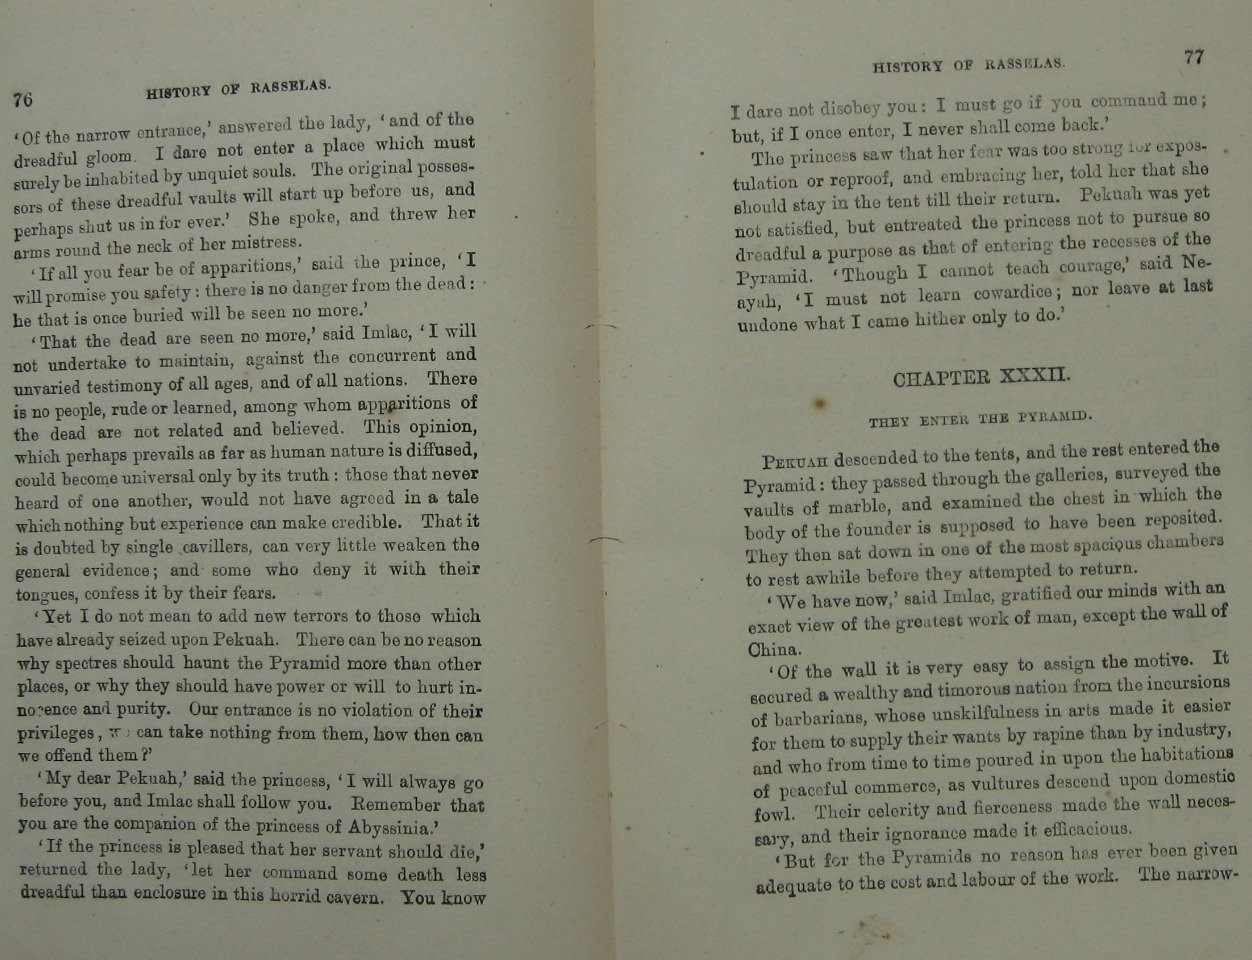 76
HISTORY OF RASSELAS.
‘Of the narrow entrance,’ answered the lady, ‘and of the
dreadful gloom. I dare not enter a place which must
surely be inhabited by unquiet souls. The original posses-
sors of these dreadful vaults will start up before us, and
perhaps shut us in for ever.’ She spoke, and threw her
arms round the neck of her mistress.
‘If all you fear be of apparitions,’ said the prince, ‘I
will promise you safety: there is no danger from the dead:
he that is once buried will be seen no more.’
‘That the dead are seen no more,’ said Imlac, ‘I will
not undertake to maintain, against the concurrent and
unvaried testimony of all ages, and of all nations. There
is no people, rude or learned, among whom apparitions of
the dead are not related and believed. This opinion,
which perhaps prevails as far as human nature is diffused,
could become universal only by its truth: those that never
heard of one another, would not have agreed in a tale
which nothing but experience can make credible. That it
is doubted by single cavillers, can very little weaken the
general evidence; and some who deny it with their
tongues, confess it by their fears.
‘Yet I do not mean to add new terrors to those which
have already seized upon Pekuah. There can be no reason
why spectres should haunt the Pyramid more than other
places, or why they should have power or will to hurt in-
nocence and purity. Our entrance is no violation of their
privileges, we can take nothing from them, how then can
we offend them?’
‘My dear Pekuah,’ said the princess, ‘I will always go
before you, and Imlac shall follow you. Remember that
you are the companion of the princess of Abyssinia.’
‘If the princess is pleased that her servant should die,’
returned the lady, ‘let her command some death less
dreadful than enclosure in this horrid cavern. You know
HISTORY OF RASSELAS.
77
I dare not disobey you: I must go if you command me;
but, if I once enter, I never shall come back.’
The princess saw that her fear was too strong for expos-
tulation or reproof, and embracing her, told her that she
should stay in the tent till their return. Pekuah was yet
not satisfied, but entreated the princess not to pursue so
dreadful a purpose as that of entering the recesses of the
Pyramid. ‘Though I cannot teach courage,’ said Ne-
ayah, ‘I must not learn cowardice; nor leave at last
undone what I came hither only to do.’
CHAPTER XXXII.
THEY ENTER THE PYRAMID.
PEKUAH descended to the tents, and the rest entered the
Pyramid: they passed through the galleries, surveyed the
vaults of marble, and examined the chest in which the
body of the founder is supposed to have been reposited.
They then sat down in one of the most spacious chambers
to rest awhile before they attempted to return.
‘We have now,’ said Imlac, gratified our minds with an
exact view of the greatest work of man, except the wall of
China.
‘Of the wall it is very easy to assign the motive. It
secured a wealthy and timorous nation from the incursions
of barbarians, whose unskilfulness in arts made it easier
for them to supply their wants by rapine than by industry,
and who from time to time poured in upon the habitations
of peaceful commerce, as vultures descend upon domestic
fowl. Their celerity and fierceness made the wall neces-
sary, and their ignorance made it efficacious.
‘But for the Pyramids no reason has ever been given
adequate to the cost and labour of the work. The narrow-